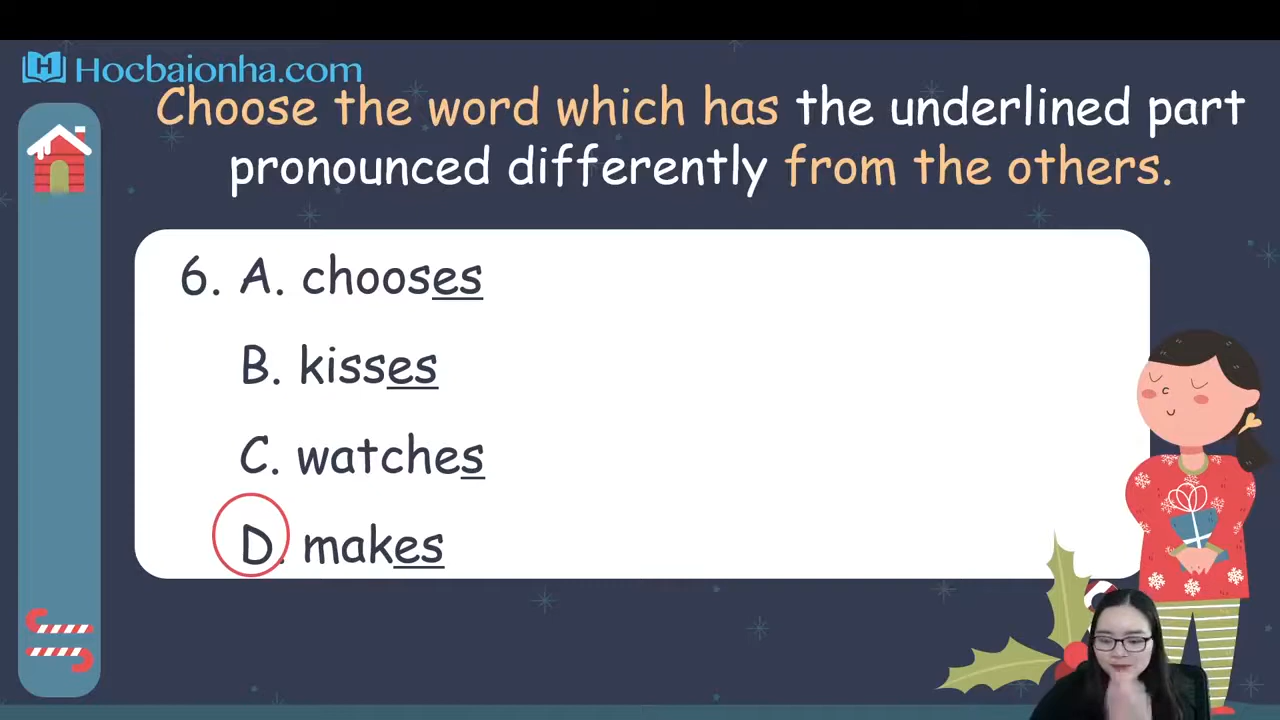 Hocbaionha.com
Choose the word which has the underlined part
pronounced differently from the others.
6. A. chooses
B. kisses
C. watches
D. makes